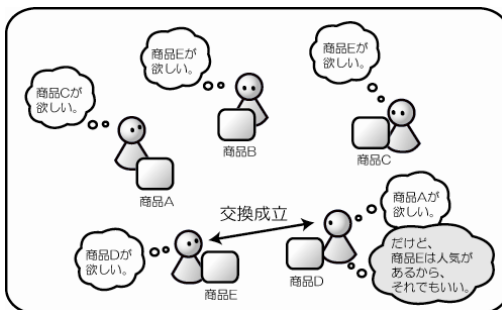 商品Eが
欲しい。
商品Eが
欲しい。
商品Cが
欲しい。
商品B
商品C
商品A
交換成立
商品Aが
欲しい。
商品Dが
欲しい。
だけど、
商品Eは人気が
あるから、
それでもいい。
商品E
商品D